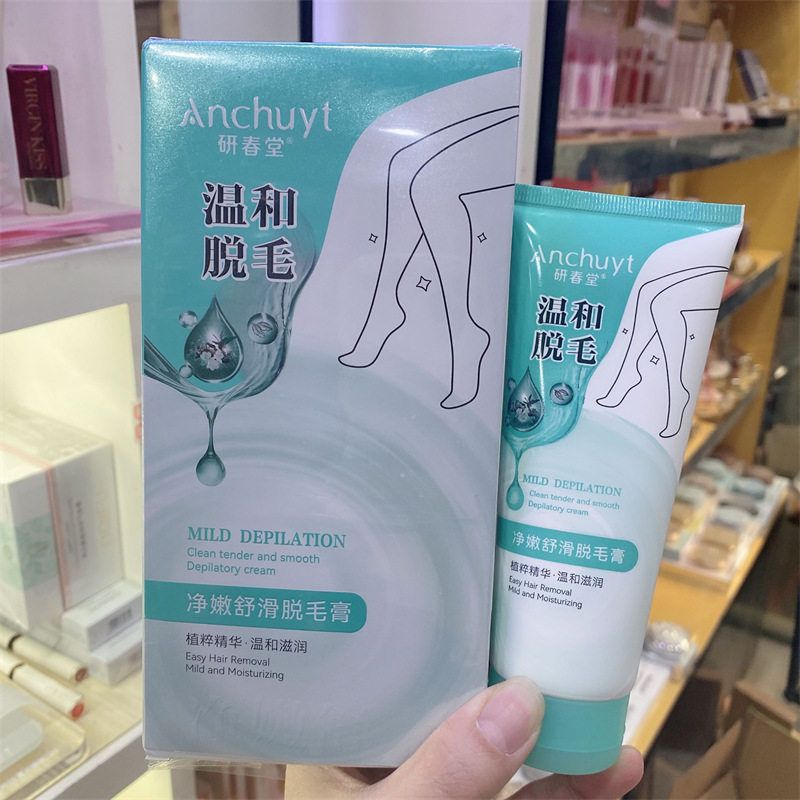 VIRGIN KISS
Anchuyt
研春堂®
温和
脱毛
MILD DEPILATION
Clean tender and smooth
Depilatory cream
净嫩舒滑脱毛膏
植粹精华·温和滋润
Easy Hair Removal
Mild and Moisturizing
Anchuyt
研春堂®
温和
脱毛
MILD DEPILATION
Clean tender and smooth
Depilatory cream
净嫩舒滑脱毛膏
植粹精华·温和滋润
Easy Hair Removal
Mild and Moisturizing